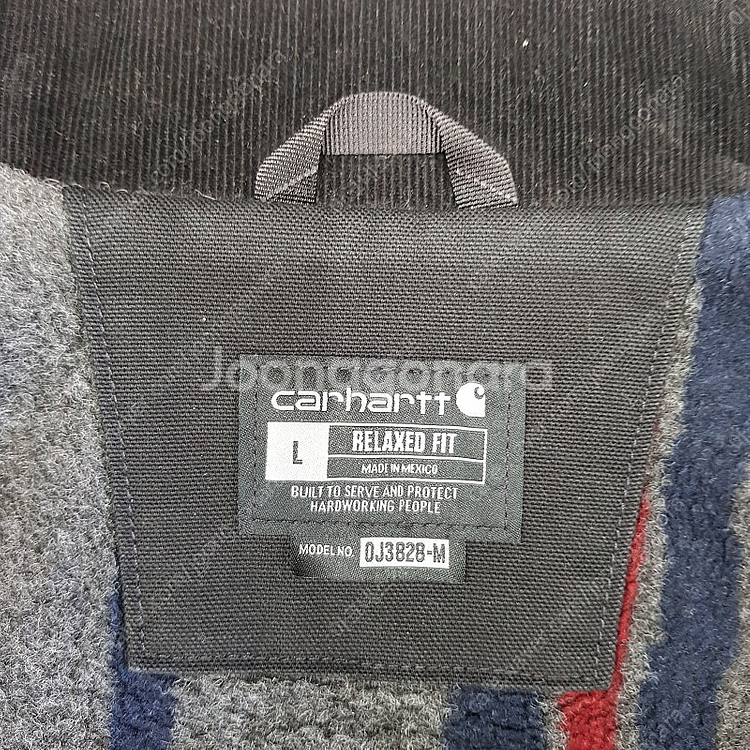 Joonggonara
carhartt
L
RELAXED FIT
MADE IN MEXICO
BUILT TO SERVE AND PROTECT
HARDWORKING PEOPLE
MODEL NO. OJ3828-M